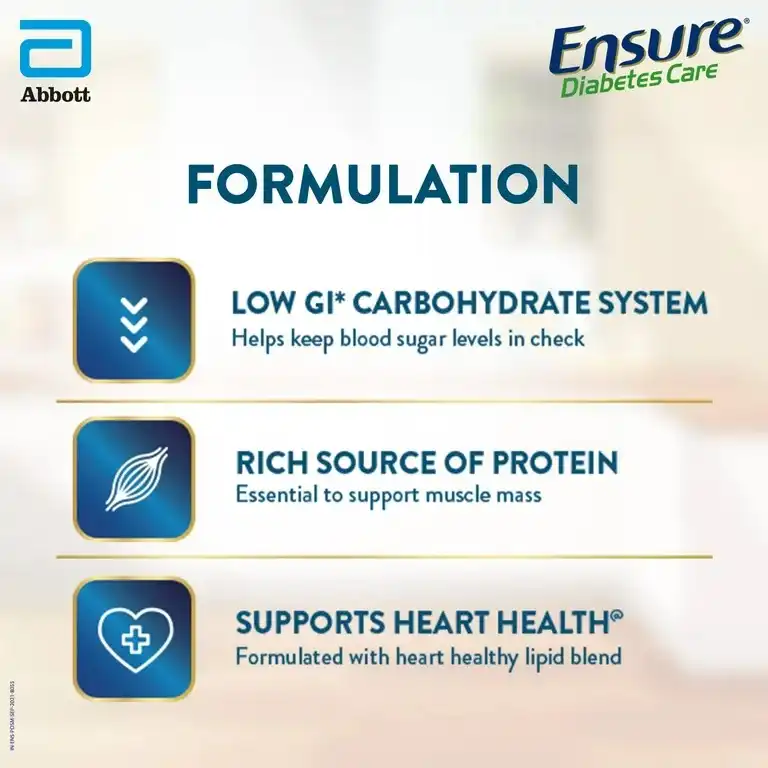 Abbott
Ensure®
Diabetes Care
FORMULATION
LOW GI* CARBOHYDRATE SYSTEM
Helps keep blood sugar levels in check
RICH SOURCE OF PROTEIN
Essential to support muscle mass
SUPPORTS HEART HEALTH@
Formulated with heart healthy lipid blend